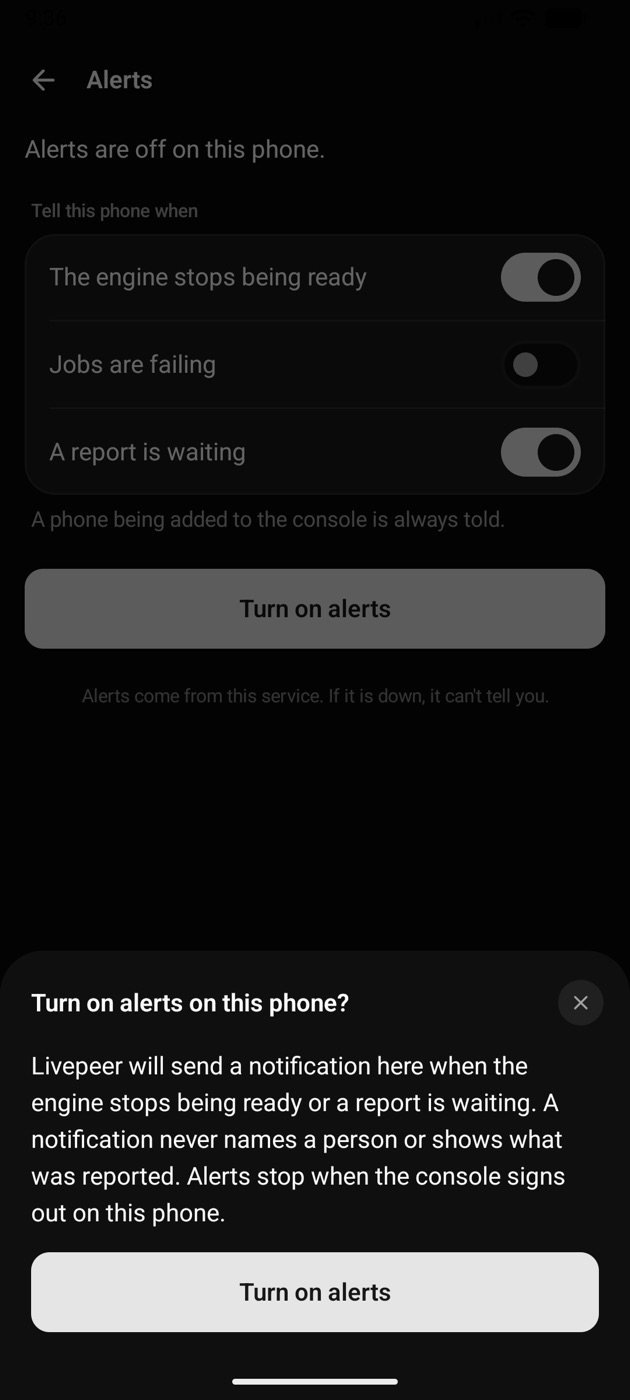 Alerts
Alerts are off on this phone.
Tell this phone when
The engine stops being ready
Jobs are failing
A report is waiting
A phone being added to the console is always told.
Turn on alerts
Alerts come from this service. If it is down, it can't tell you.
Turn on alerts on this phone?
Livepeer will send a notification here when the
engine stops being ready or a report is waiting. A
notification never names a person or shows what
was reported. Alerts stop when the console signs
out on this phone.
Turn on alerts